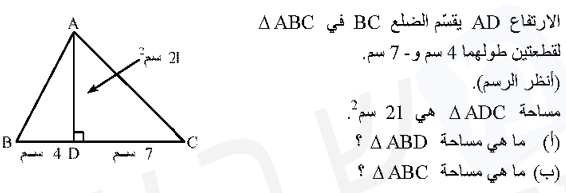 الارتفاع AD يقسّم الضلع BC في Δ ABC
لقطعتين طولهما 4 سم و- 7 سم.
(أنظر الرسم).
مساحة Δ ADC هي 21 سم².
(أ) ما هي مساحة Δ ABD ؟
(ب) ما هي مساحة Δ ABC ؟
A
21 سم²
B
D
C
4 سم
7 سم